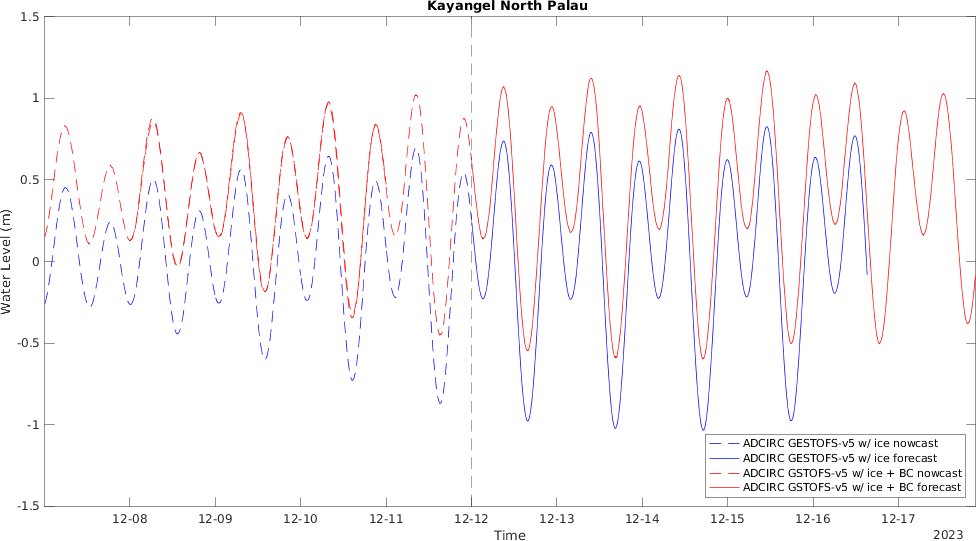 Kayangel North Palau
1.5
1
0.5
0
-0.5
-1
-1.5
Water Level (m)
ADCIRC GESTOFS-v5 w/ ice nowcast
ADCIRC GESTOFS-v5 w/ ice forecast
ADCIRC GSTOFS-v5 w/ ice + BC nowcast
ADCIRC GSTOFS-v5 w/ ice + BC forecast
12-08 12-09 12-10 12-11 12-12 12-13 12-14 12-15 12-16 12-17
Time
2023